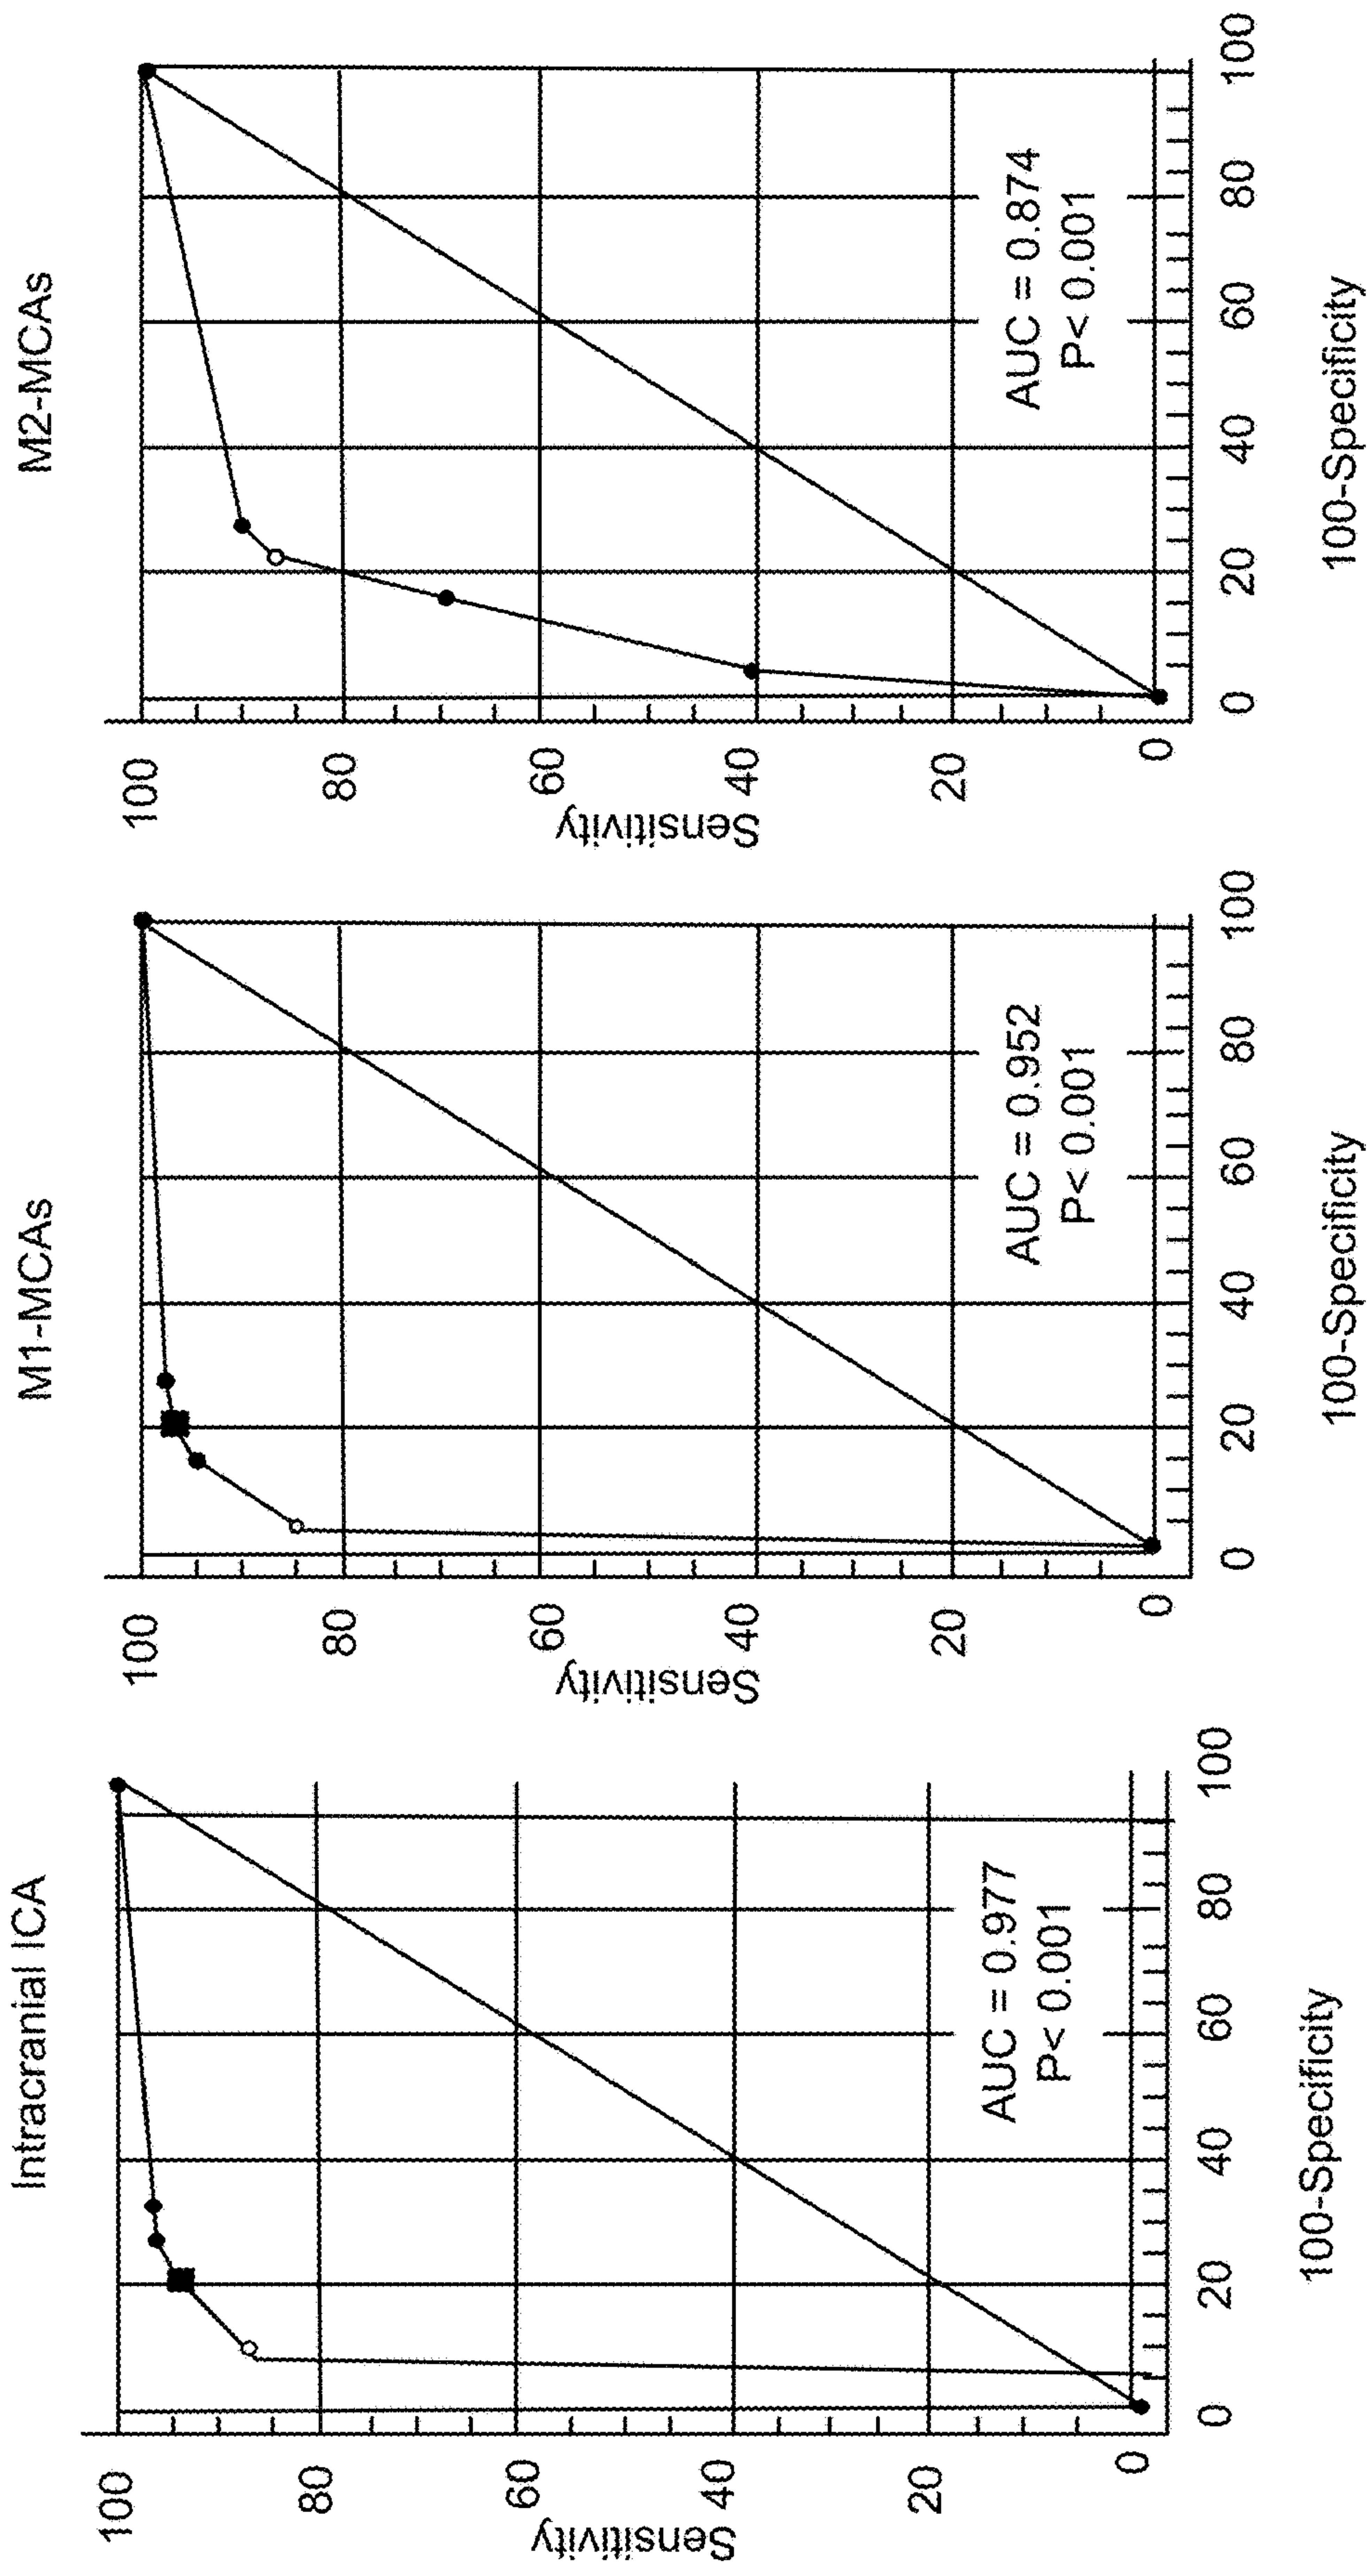 Intracranial ICA
Sensitivity
100
80
60
40
20
0
AUC = 0.977
P< 0.001
0 20 40 60 80 100
100-Specificity
M1-MCAs
Sensitivity
100
80
60
40
20
0
AUC = 0.952
P< 0.001
0 20 40 60 80 100
100-Specificity
M2-MCAs
Sensitivity
100
80
60
40
20
0
AUC = 0.874
P< 0.001
0 20 40 60 80 100
100-Specificity